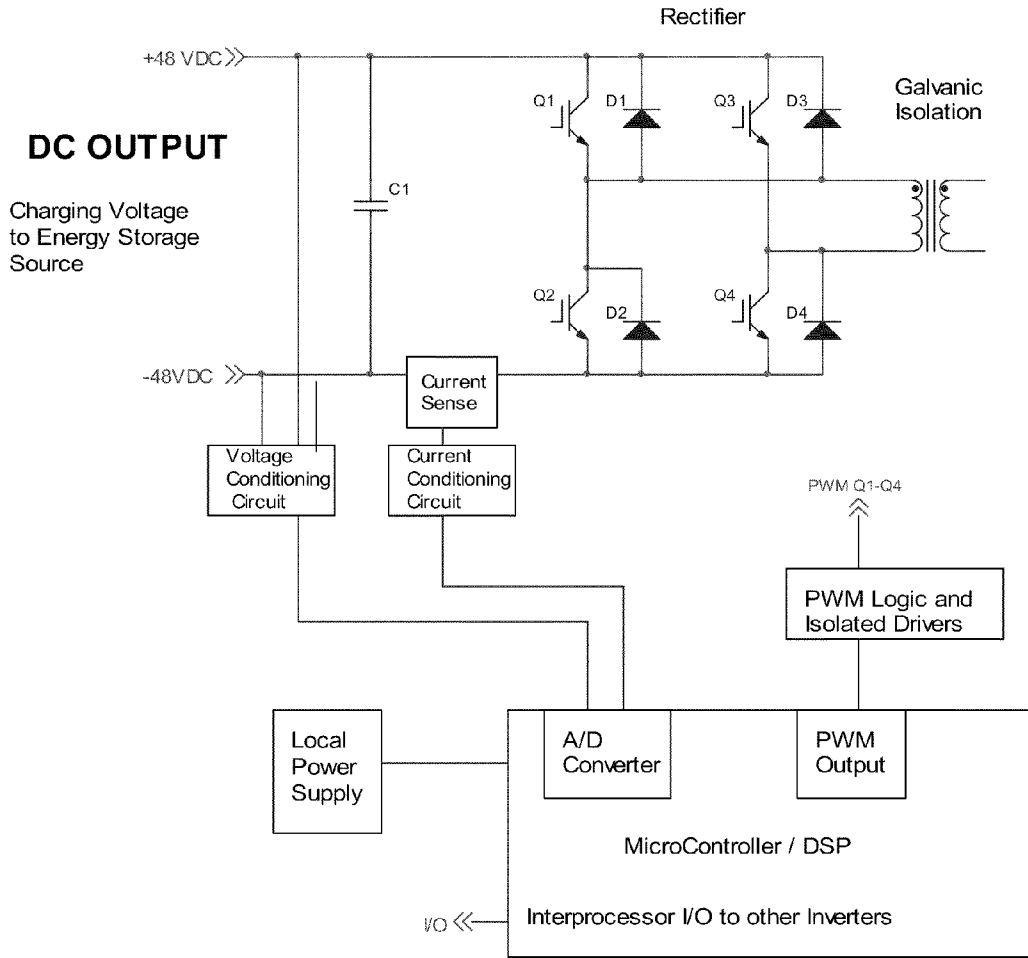 Rectifier
+48 VDC
Q1
D1
Q3
D3
Galvanic
Isolation
DC OUTPUT
C1
Charging Voltage
to Energy Storage
Source
Q2
D2
Q4
D4
-48VDC
Current
Sense
Voltage
Conditioning
Circuit
Current
Conditioning
Circuit
PWM Q1-Q4
PWM Logic and
Isolated Drivers
Local
Power
Supply
A/D
Converter
PWM
Output
MicroController / DSP
I/O
Interprocessor I/O to other Inverters